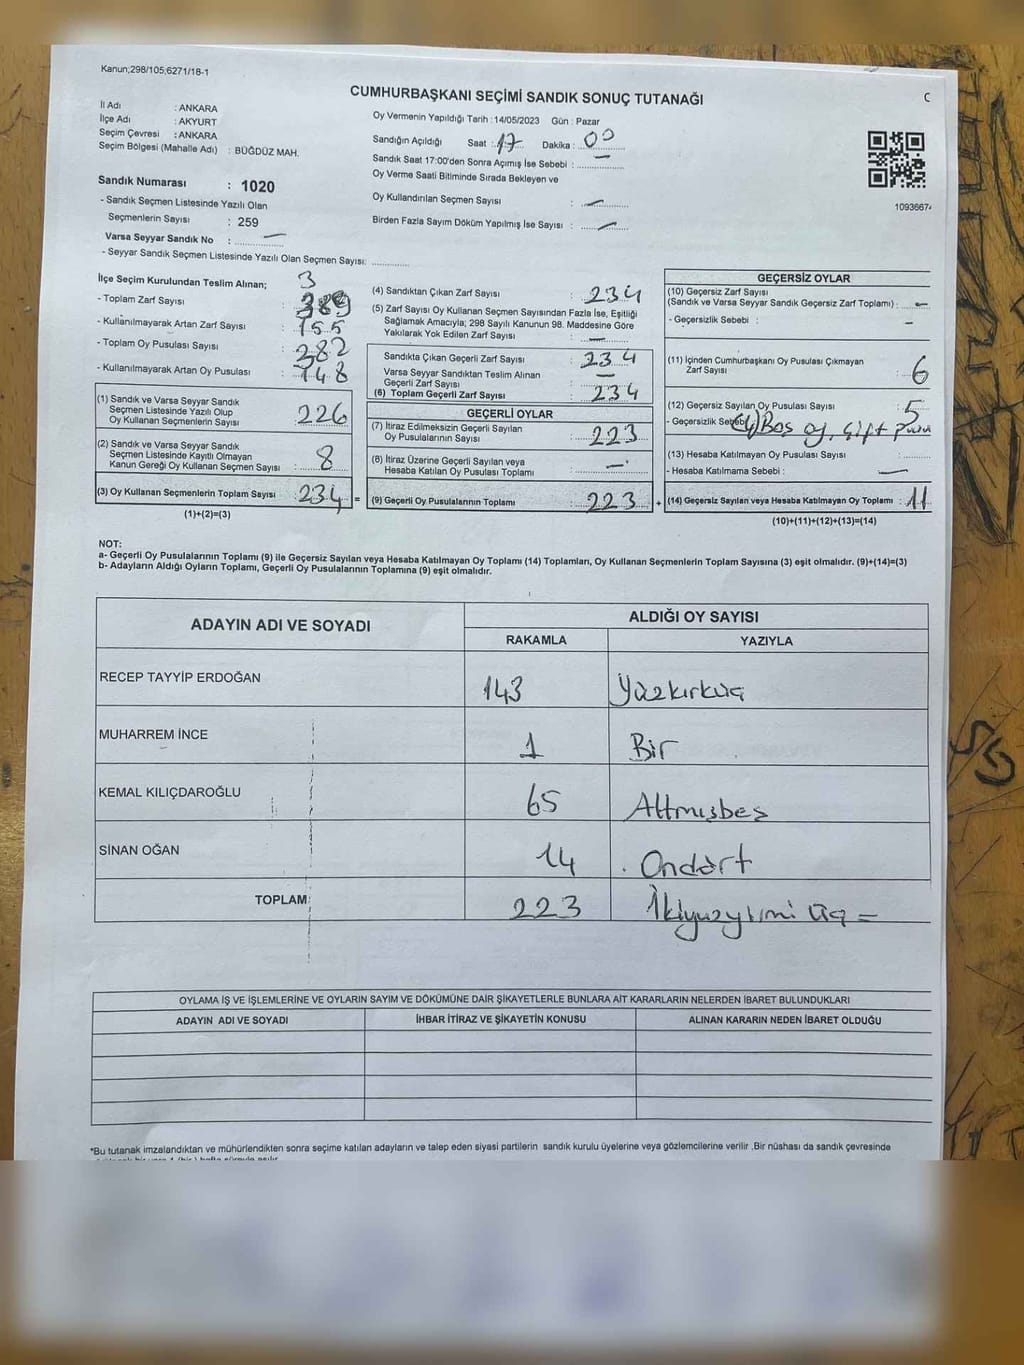 Kanun;298/105;6271/18-1
CUMHURBAŞKANI SEÇİMİ SANDIK SONUÇ TUTANAĞI
C
İl Adı : ANKARA
İlçe Adı : AKYURT
Seçim Çevresi : ANKARA
Seçim Bölgesi (Mahalle Adı) : BÜĞDÜZ MAH.
Sandık Numarası : 1020
- Sandık Seçmen Listesinde Yazılı Olan
Seçmenlerin Sayısı : 259
Varsa Seyyar Sandık No : —
- Seyyar Sandık Seçmen Listesinde Yazılı Olan Seçmen Sayısı:
Oy Vermenin Yapıldığı Tarih :14/05/2023 Gün : Pazar
Sandığın Açıldığı Saat : 17 Dakika : 00
Sandık Saat 17:00'den Sonra Açımış İse Sebebi : —
Oy Verme Saati Bitiminde Sırada Bekleyen ve
Oy Kullandırılan Seçmen Sayısı : —
Birden Fazla Sayım Döküm Yapılmış İse Sayısı : —
1093667
İlçe Seçim Kurulundan Teslim Alınan;
3
- Toplam Zarf Sayısı : 389
- Kullanılmayarak Artan Zarf Sayısı : 155
- Toplam Oy Pusulası Sayısı : 382
- Kullanılmayarak Artan Oy Pusulası : 148
(1) Sandık ve Varsa Seyyar Sandık
Seçmen Listesinde Yazılı Olup
Oy Kullanan Seçmenlerin Sayısı : 226
(2) Sandık ve Varsa Seyyar Sandık
Seçmen Listesinde Kayıtlı Olmayan
Kanun Gereği Oy Kullanan Seçmen Sayısı : 8
(3) Oy Kullanan Seçmenlerin Toplam Sayısı : 234 =
(1)+(2)=(3)
(4) Sandıktan Çıkan Zarf Sayısı : 234
(5) Zarf Sayısı Oy Kullanan Seçmen Sayısından Fazla İse, Eşitliği
Sağlamak Amacıyla; 298 Sayılı Kanunun 98. Maddesine Göre
Yakılarak Yok Edilen Zarf Sayısı : —
Sandıkta Çıkan Geçerli Zarf Sayısı : 234
Varsa Seyyar Sandıktan Teslim Alınan
Geçerli Zarf Sayısı : —
(6) Toplam Geçerli Zarf Sayısı : 234
GEÇERLİ OYLAR
(7) İtiraz Edilmeksizin Geçerli Sayılan
Oy Pusulalarının Sayısı : 223
(8) İtiraz Üzerine Geçerli Sayılan veya
Hesaba Katılan Oy Pusulası Toplamı : —
(9) Geçerli Oy Pusulalarının Toplamı : 223 +
GEÇERSİZ OYLAR
(10) Geçersiz Zarf Sayısı
(Sandık ve Varsa Seyyar Sandık Geçersiz Zarf Toplamı) : —
- Geçersizlik Sebebi : —
(11) İçinden Cumhurbaşkanı Oy Pusulası Çıkmayan
Zarf Sayısı : 6
(12) Geçersiz Sayılan Oy Pusulası Sayısı : 5
- Geçersizlik Sebebi Boş oy, Çift
(13) Hesaba Katılmayan Oy Pusulası Sayısı :
- Hesaba Katılmama Sebebi : —
(14) Geçersiz Sayılan veya Hesaba Katılmayan Oy Toplamı : 11
(10)+(11)+(12)+(13)=(14)
NOT:
a- Geçerli Oy Pusulalarının Toplamı (9) ile Geçersiz Sayılan veya Hesaba Katılmayan Oy Toplamı (14) Toplamları, Oy Kullanan Seçmenlerin Toplam Sayısına (3) eşit olmalıdır. (9)+(14)=(3)
b- Adayların Aldığı Oyların Toplamı, Geçerli Oy Pusulalarının Toplamına (9) eşit olmalıdır.
ADAYIN ADI VE SOYADI
ALDIĞI OY SAYISI
RAKAMLA YAZIYLA
RECEP TAYYİP ERDOĞAN 143 Yüzkırküç
MUHARREM İNCE 1 Bir
KEMAL KILIÇDAROĞLU 65 Altmışbeş
SİNAN OĞAN 14 Ondört
TOPLAM: 223 İkiyüzyirmi üç =
OYLAMA İŞ VE İŞLEMLERİNE VE OYLARIN SAYIM VE DÖKÜMÜNE DAİR ŞİKAYETLERLE BUNLARA AİT KARARLARIN NELERDEN İBARET BULUNDUKLARI
ADAYIN ADI VE SOYADI İHBAR İTİRAZ VE ŞİKAYETİN KONUSU ALINAN KARARIN NEDEN İBARET OLDUĞU
*Bu tutanak imzalandıktan ve mühürlendikten sonra seçime katılan adayların ve talep eden siyasi partilerin sandık kurulu üyelerine veya gözlemcilerine verilir .Bir nüshası da sandık çevresinde